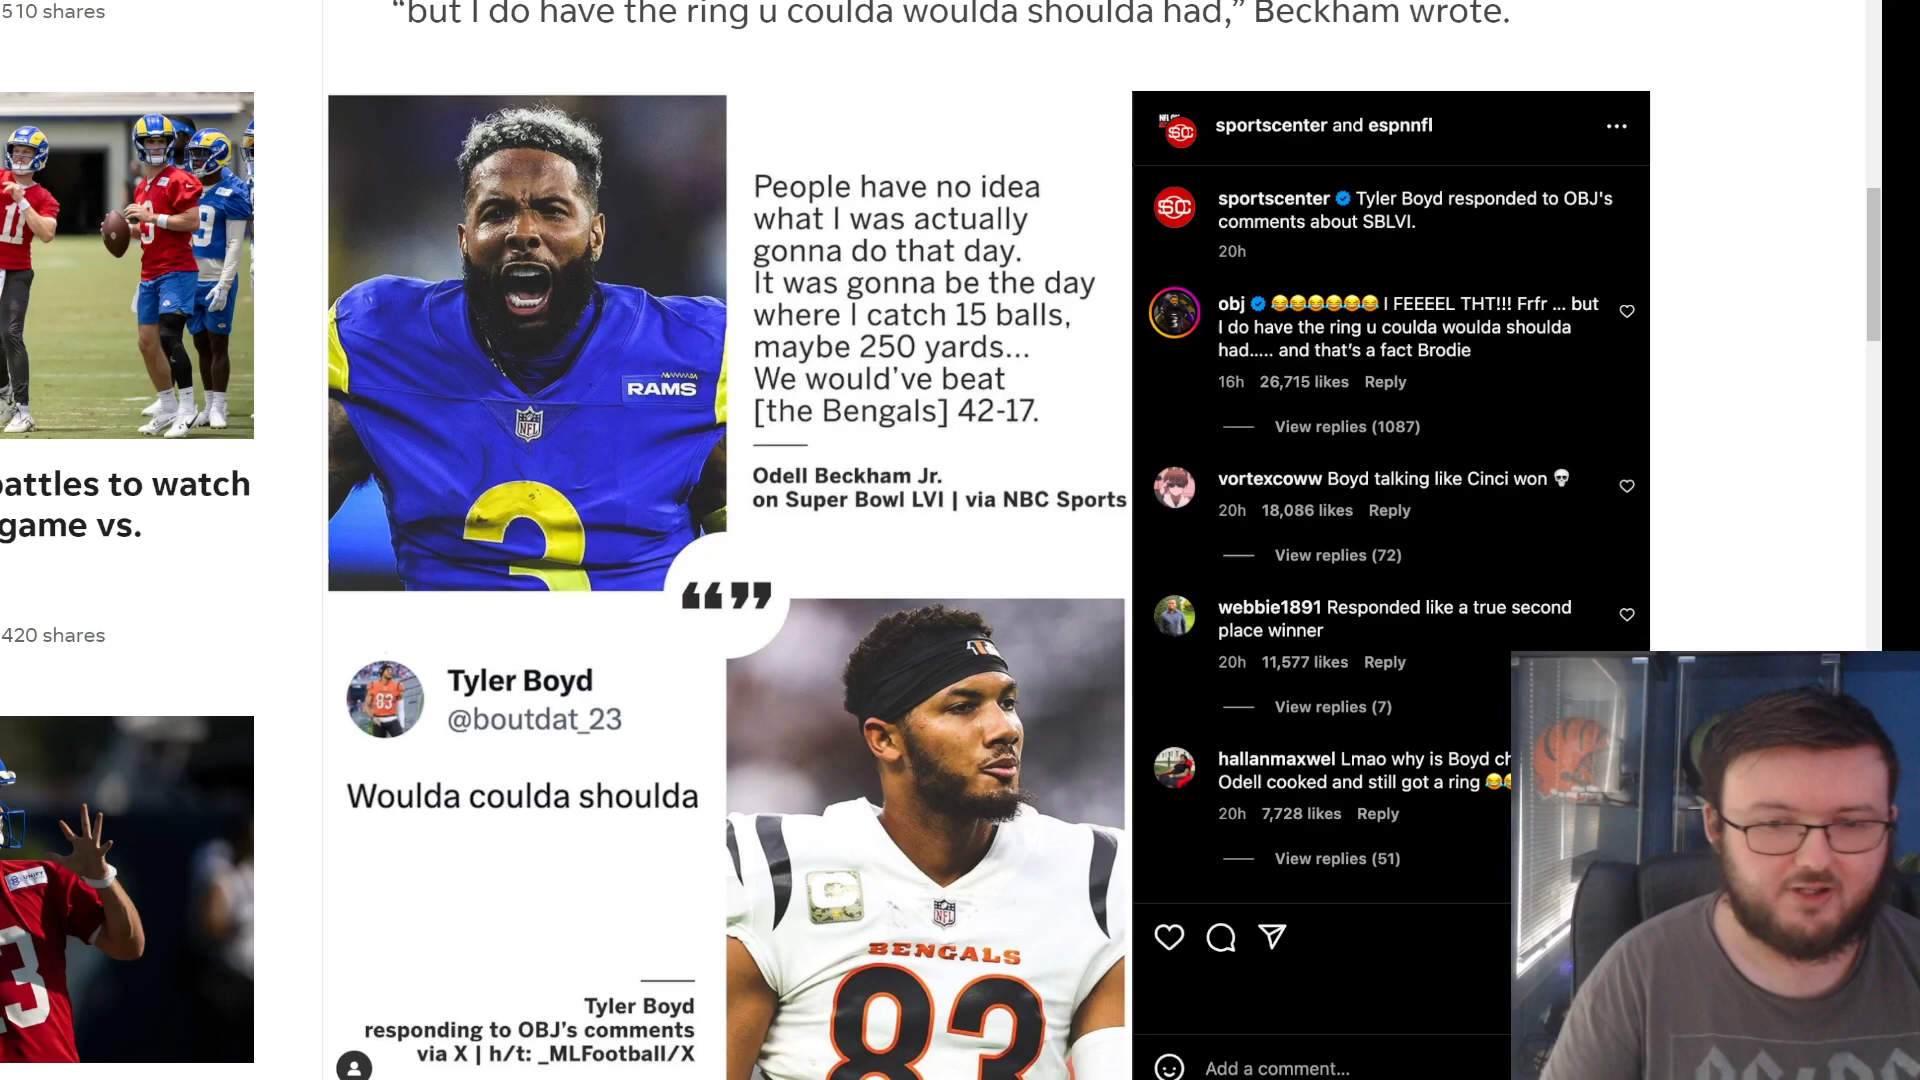 510 shares
“but I do have the ring u coulda woulda shoulda had,” Beckham wrote.
battles to watch
game vs.
420 shares
People have no idea
what I was actually
gonna do that day.
It was gonna be the day
where I catch 15 balls,
maybe 250 yards...
We would’ve beat
[the Bengals] 42-17.
Odell Beckham Jr.
on Super Bowl LVI | via NBC Sports
RAMS
NFL
3
“ ”
Tyler Boyd
@boutdat_23
Woulda coulda shoulda
Tyler Boyd
responding to OBJ’s comments
via X | h/t: _MLFootball/X
C
NFL
BENGALS
83
sportscenter and espnnfl
sportscenter Tyler Boyd responded to OBJ's
comments about SBLVI.
20h
obj 😂😂😂😂😂😂 I FEEEEL THT!!! Frfr ... but
I do have the ring u coulda woulda shoulda
had..... and that’s a fact Brodie
16h 26,715 likes Reply
View replies (1087)
vortexcoww Boyd talking like Cinci won 💀
20h 18,086 likes Reply
View replies (72)
webbie1891 Responded like a true second
place winner
20h 11,577 likes Reply
View replies (7)
hallanmaxwel Lmao why is Boyd ch
Odell cooked and still got a ring 😂
20h 7,728 likes Reply
View replies (51)
Add a comment...